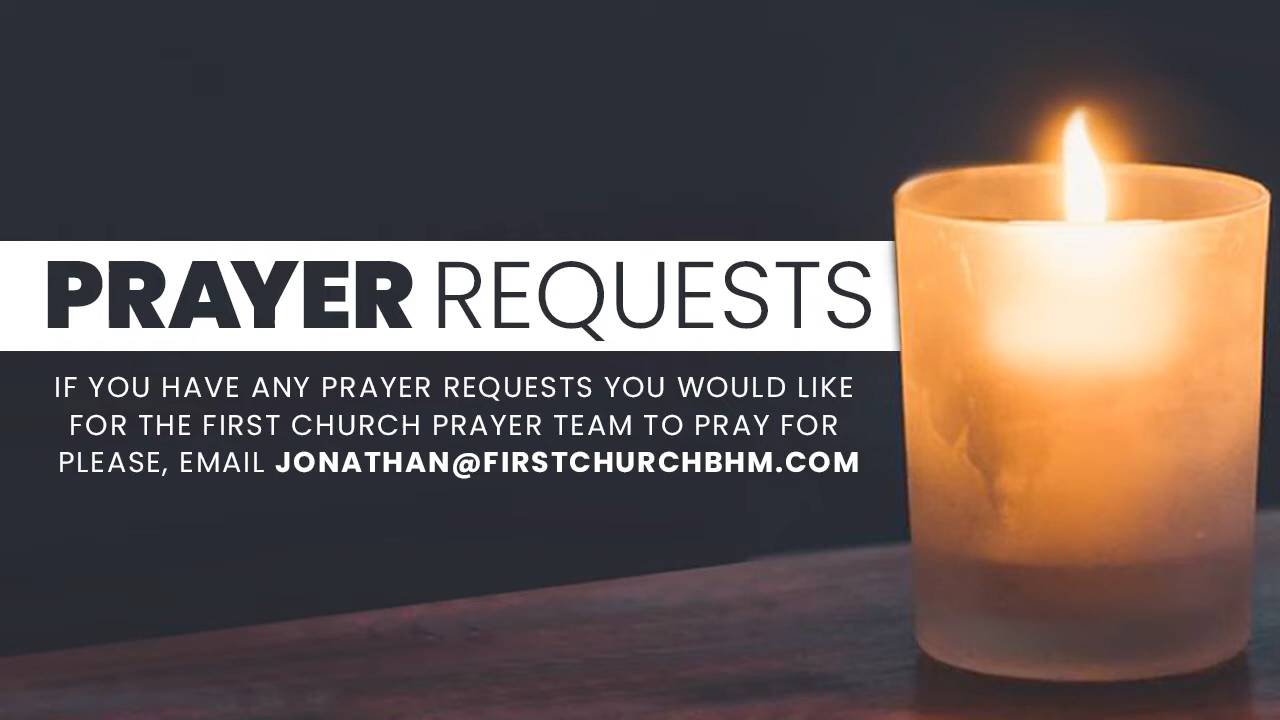 PRAYER REQUESTS
IF YOU HAVE ANY PRAYER REQUESTS YOU WOULD LIKE
FOR THE FIRST CHURCH PRAYER TEAM TO PRAY FOR
PLEASE, EMAIL JONATHAN@FIRSTCHURCHBHM.COM